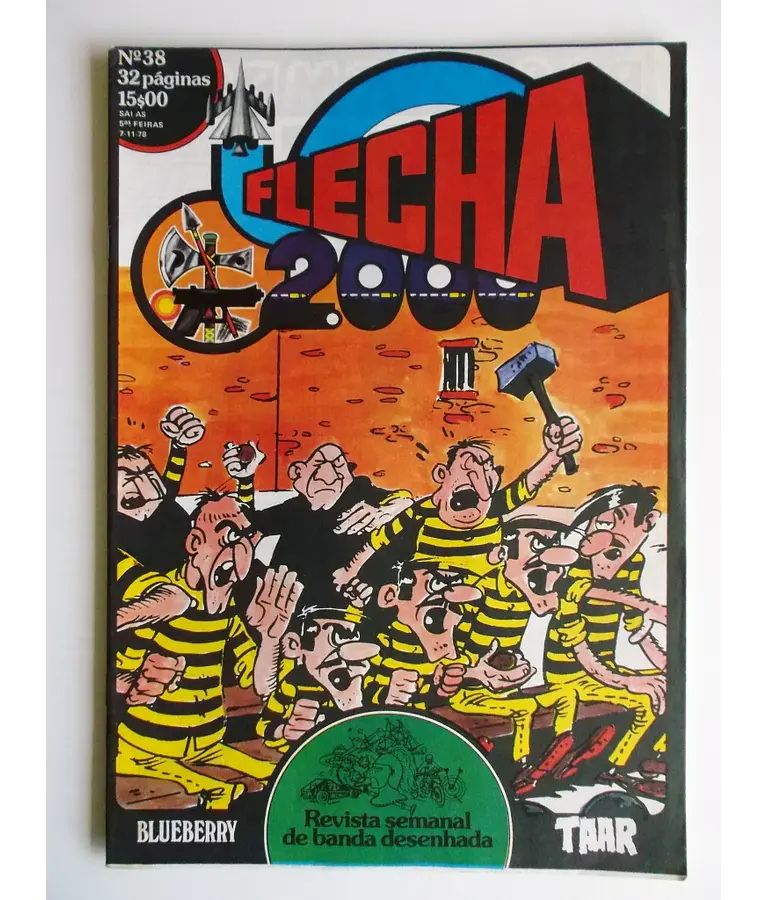 Nº38
32 páginas
15$00
SAI AS
5ªs FEIRAS
7-11-78
FLECHA
2.000
Revista semanal
de banda desenhada
BLUEBERRY
TAAR